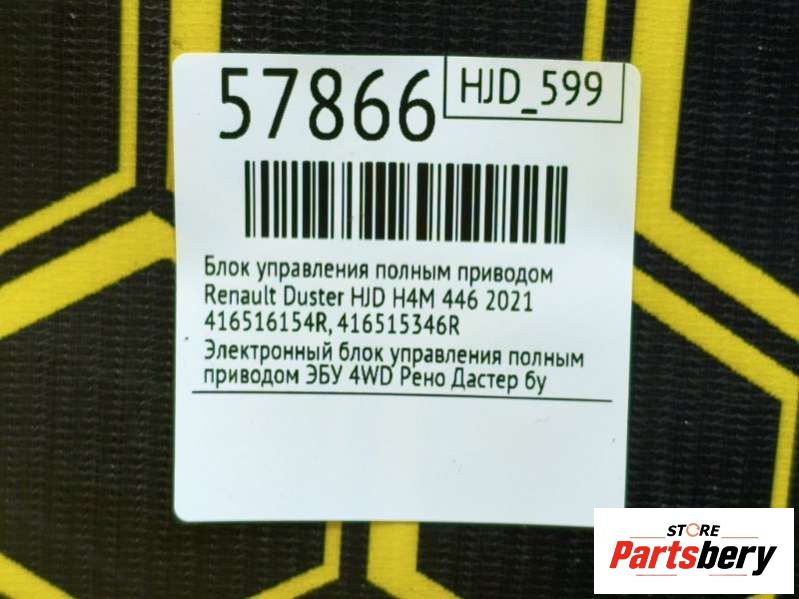 57866
HJD_599
Блок управления полным приводом
Renault Duster HJD H4M 446 2021
416516154R, 416515346R
Электронный блок управления полным
приводом ЭБУ 4WD Рено Дастер бу
STORE
Partsbery